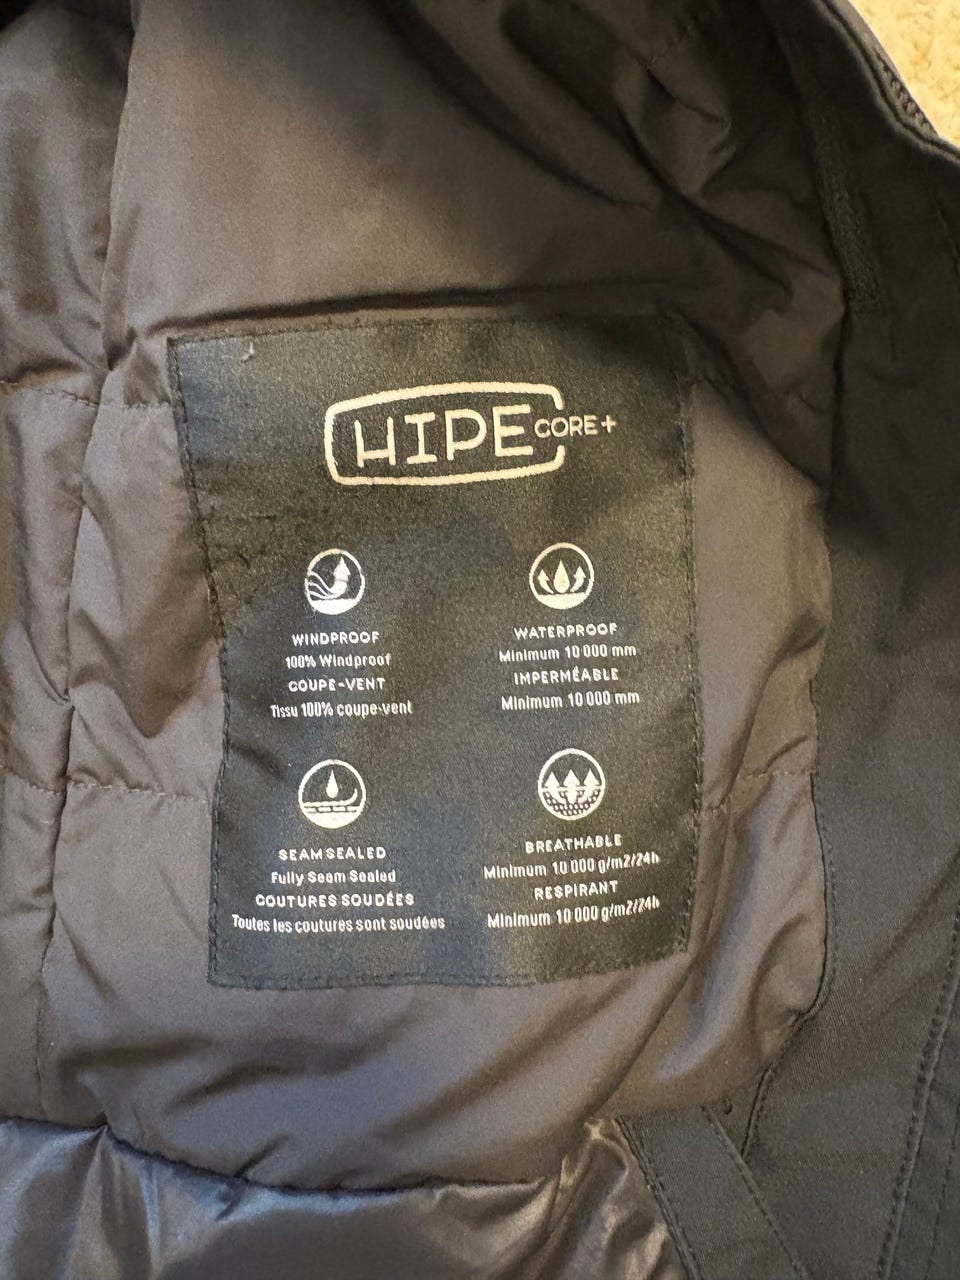 HIPE CORE+
WINDPROOF
100% Windproof
COUPE-VENT
Tissu 100% coupe-vent
WATERPROOF
Minimum 10 000 mm
IMPERMÉABLE
Minimum 10 000 mm
SEAM SEALED
Fully Seam Sealed
COUTURES SOUDÉES
Toutes les coutures sont soudées
BREATHABLE
Minimum 10 000 g/m2/24h
RESPIRANT
Minimum 10 000 g/m2/24h